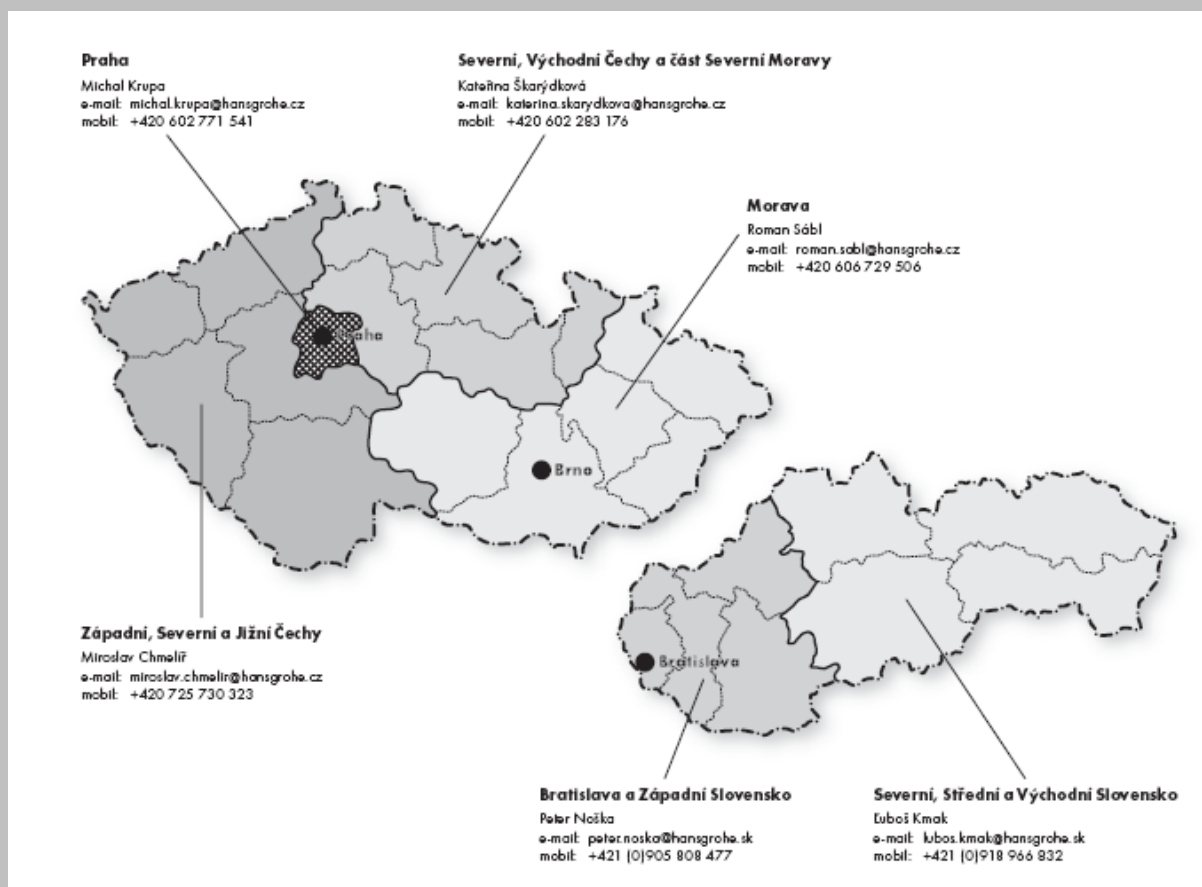 Praha
Michal Krupa
e-mail: michal.krupa@hansgrohe.cz
mobil: +420 602 771 541
Severní, Východní Čechy a část Severní Moravy
Kateřina Škarýdková
e-mail: katerina.skarydkova@hansgrohe.cz
mobil: +420 602 283 176
Morava
Roman Sábl
e-mail: roman.sabl@hansgrohe.cz
mobil: +420 606 729 506
Praha
Brno
Západní, Severní a Jižní Čechy
Miroslav Chmelíř
e-mail: miroslav.chmelir@hansgrohe.cz
mobil: +420 725 730 323
Bratislava
Bratislava a Západní Slovensko
Peter Noška
e-mail: peter.noska@hansgrohe.sk
mobil: +421 (0)905 808 477
Severní, Střední a Východní Slovensko
Ľuboš Kmak
e-mail: lubos.kmak@hansgrohe.sk
mobil: +421 (0)918 966 832